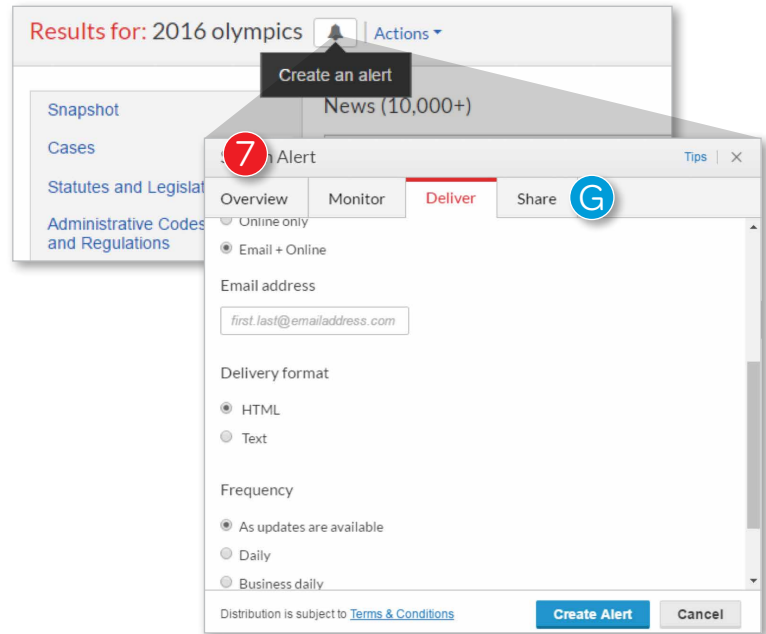 Results for: 2016 olympics
Actions
Create an alert
Snapshot
News (10,000+)
Cases
Statutes and Legislat
Administrative Codes
and Regulations
7
Alert
Tips
Overview
Monitor
Deliver
Share
G
Online only
Email + Online
Email address
first.last@emailaddress.com
Delivery format
HTML
Text
Frequency
As updates are available
Daily
Business daily
Distribution is subject to Terms & Conditions
Create Alert
Cancel